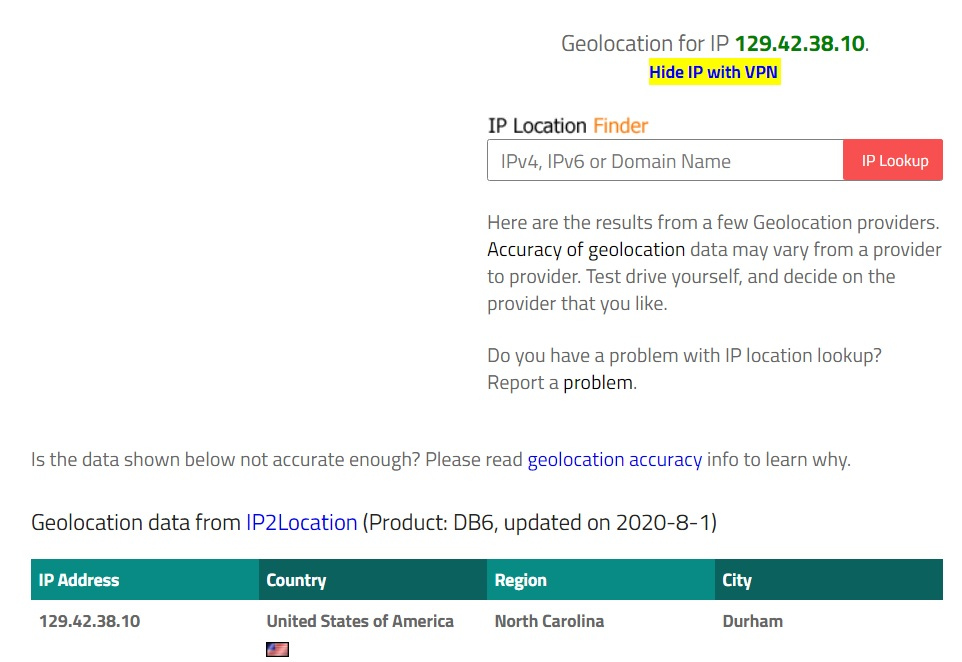 Geolocation for IP 129.42.38.10.
Hide IP with VPN
IP Location Finder
IPv4, IPv6 or Domain Name
IP Lookup
Here are the results from a few Geolocation providers.
Accuracy of geolocation data may vary from a provider
to provider. Test drive yourself, and decide on the
provider that you like.
Do you have a problem with IP location lookup?
Report a problem.
Is the data shown below not accurate enough? Please read geolocation accuracy info to learn why.
Geolocation data from IP2Location (Product: DB6, updated on 2020-8-1)
IP Address Country Region City
129.42.38.10 United States of America North Carolina Durham